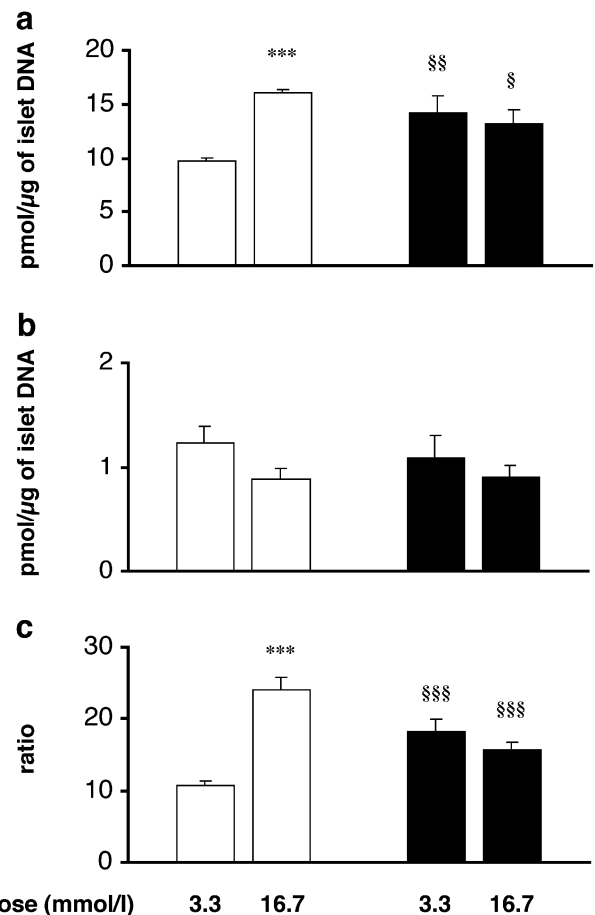 a
pmol/µg of islet DNA
20
15
10
5
0
***
§§
§
b
pmol/µg of islet DNA
2
1
0
c
ratio
30
20
10
0
***
§§§
§§§
ose (mmol/l) 3.3 16.7 3.3 16.7